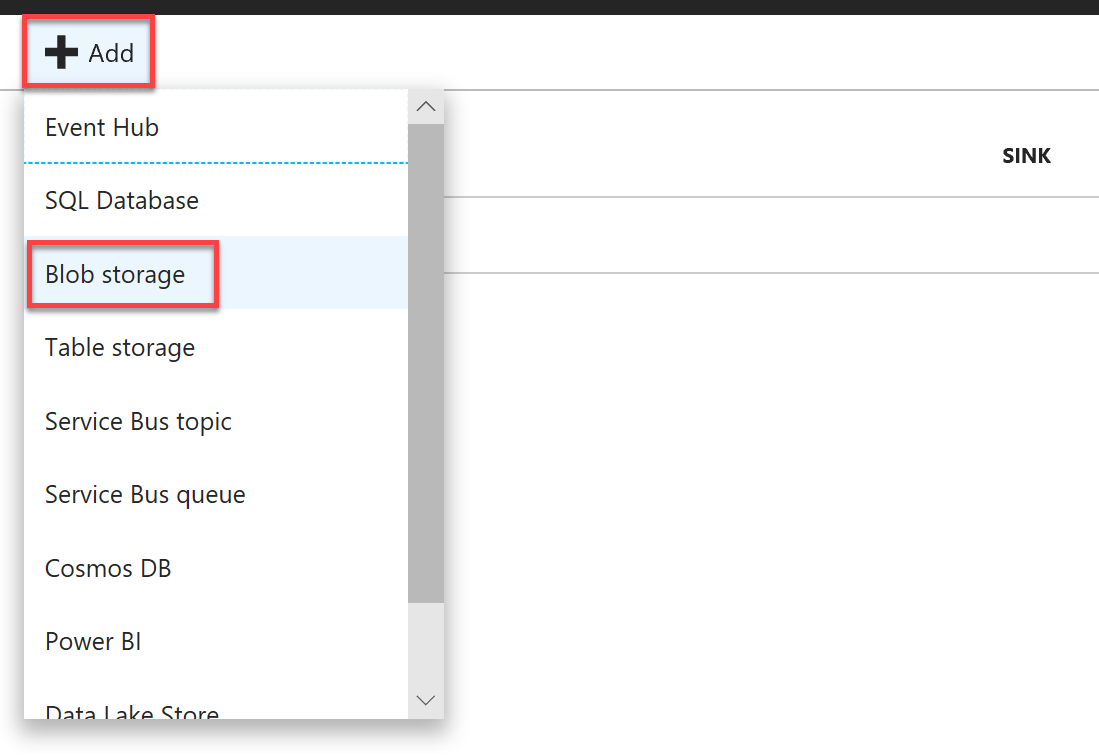 Add
Event Hub
SINK
SQL Database
Blob storage
Table storage
Service Bus topic
Service Bus queue
Cosmos DB
Power BI
Data Lake Store